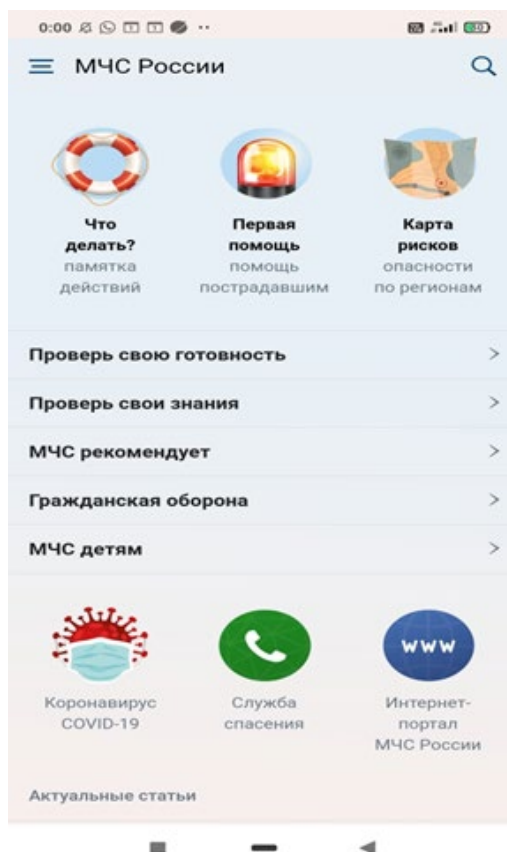 0:00
МЧС России
Что делать?
памятка действий
Первая помощь
помощь пострадавшим
Карта рисков
опасности по регионам
Проверь свою готовность
Проверь свои знания
МЧС рекомендует
Гражданская оборона
МЧС детям
www
Коронавирус COVID-19
Служба спасения
Интернет-
портал
МЧС России
Актуальные статьи